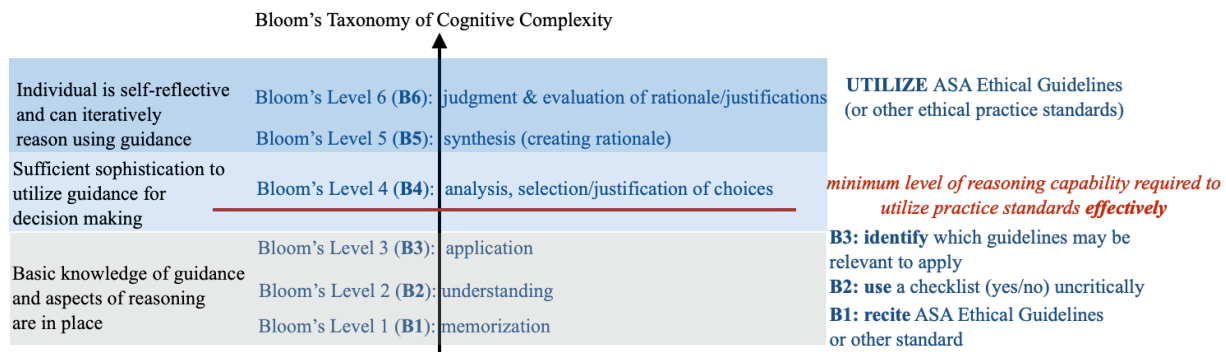 Bloom’s Taxonomy of Cognitive Complexity
Individual is self-reflective
and can iteratively
reason using guidance
Bloom’s Level 6 (B6): judgment & evaluation of rationale/justifications
Bloom’s Level 5 (B5): synthesis (creating rationale)
UTILIZE ASA Ethical Guidelines
(or other ethical practice standards)
Sufficient sophistication to
utilize guidance for
decision making
Bloom’s Level 4 (B4): analysis, selection/justification of choices
minimum level of reasoning capability required to
utilize practice standards effectively
Basic knowledge of guidance
and aspects of reasoning
are in place
Bloom’s Level 3 (B3): application
Bloom’s Level 2 (B2): understanding
Bloom’s Level 1 (B1): memorization
B3: identify which guidelines may be
relevant to apply
B2: use a checklist (yes/no) uncritically
B1: recite ASA Ethical Guidelines
or other standard